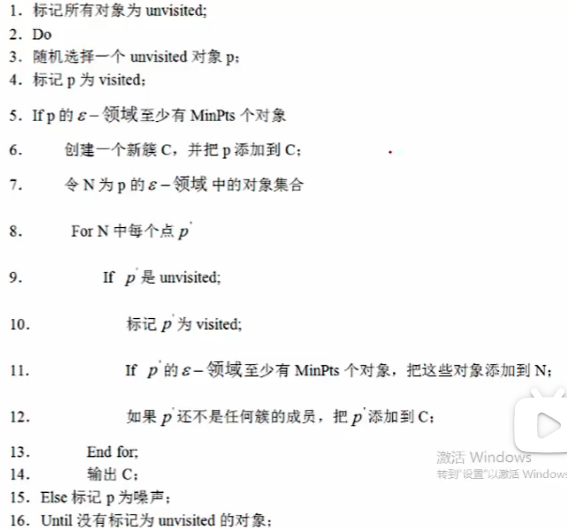 1. 标记所有对象为 unvisited;
2. Do
3. 随机选择一个 unvisited 对象 p;
4. 标记 p 为 visited;
5. If p 的 ε – 领域至少有 MinPts 个对象
6. 创建一个新簇 C，并把 p 添加到 C;
7. 令 N 为 p 的 ε – 领域 中的对象集合
8. For N 中每个点 p'
9. If p' 是 unvisited;
10. 标记 p' 为 visited;
11. If p' 的 ε – 领域至少有 MinPts 个对象，把这些对象添加到 N;
12. 如果 p' 还不是任何簇的成员，把 p' 添加到 C;
13. End for;
14. 输出 C;
15. Else 标记 p 为噪声;
16. Until 没有标记为 unvisited 的对象;
激活 Windows
转到"设置"以激活 Windows